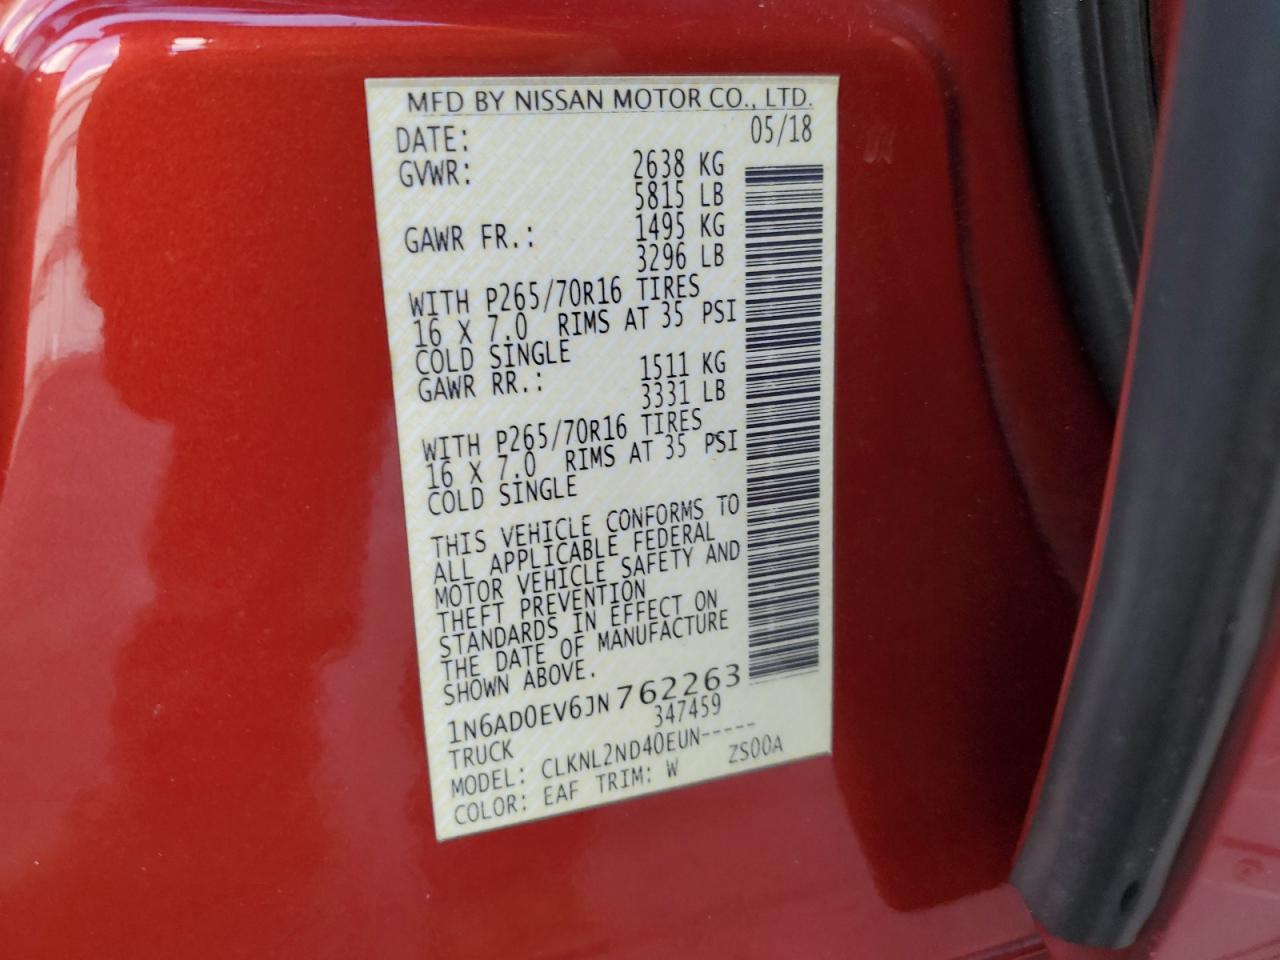 MFD BY NISSAN MOTOR CO., LTD.
DATE: 05/18
GVWR: 2638 KG
5815 LB
GAWR FR.: 1495 KG
3296 LB
WITH P265/70R16 TIRES
16 X 7.0 RIMS AT 35 PSI
COLD SINGLE
GAWR RR.: 1511 KG
3331 LB
WITH P265/70R16 TIRES
16 X 7.0 RIMS AT 35 PSI
COLD SINGLE
THIS VEHICLE CONFORMS TO
ALL APPLICABLE FEDERAL
MOTOR VEHICLE SAFETY AND
THEFT PREVENTION
STANDARDS IN EFFECT ON
THE DATE OF MANUFACTURE
SHOWN ABOVE.
1N6AD0EV6JN762263
TRUCK 347459
MODEL: CLKNL2ND40EUN-----
COLOR: EAF TRIM: W ZS00A